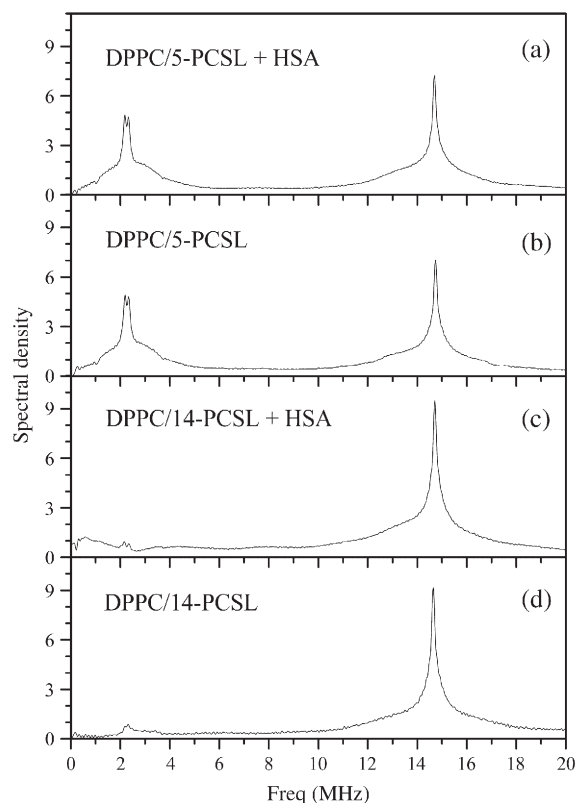 DPPC/5-PCSL + HSA
(a)
9
6
3
0
DPPC/5-PCSL
(b)
9
6
3
0
DPPC/14-PCSL + HSA
(c)
9
6
3
0
DPPC/14-PCSL
(d)
9
6
3
0
Spectral density
0 2 4 6 8 10 12 14 16 18 20
Freq (MHz)